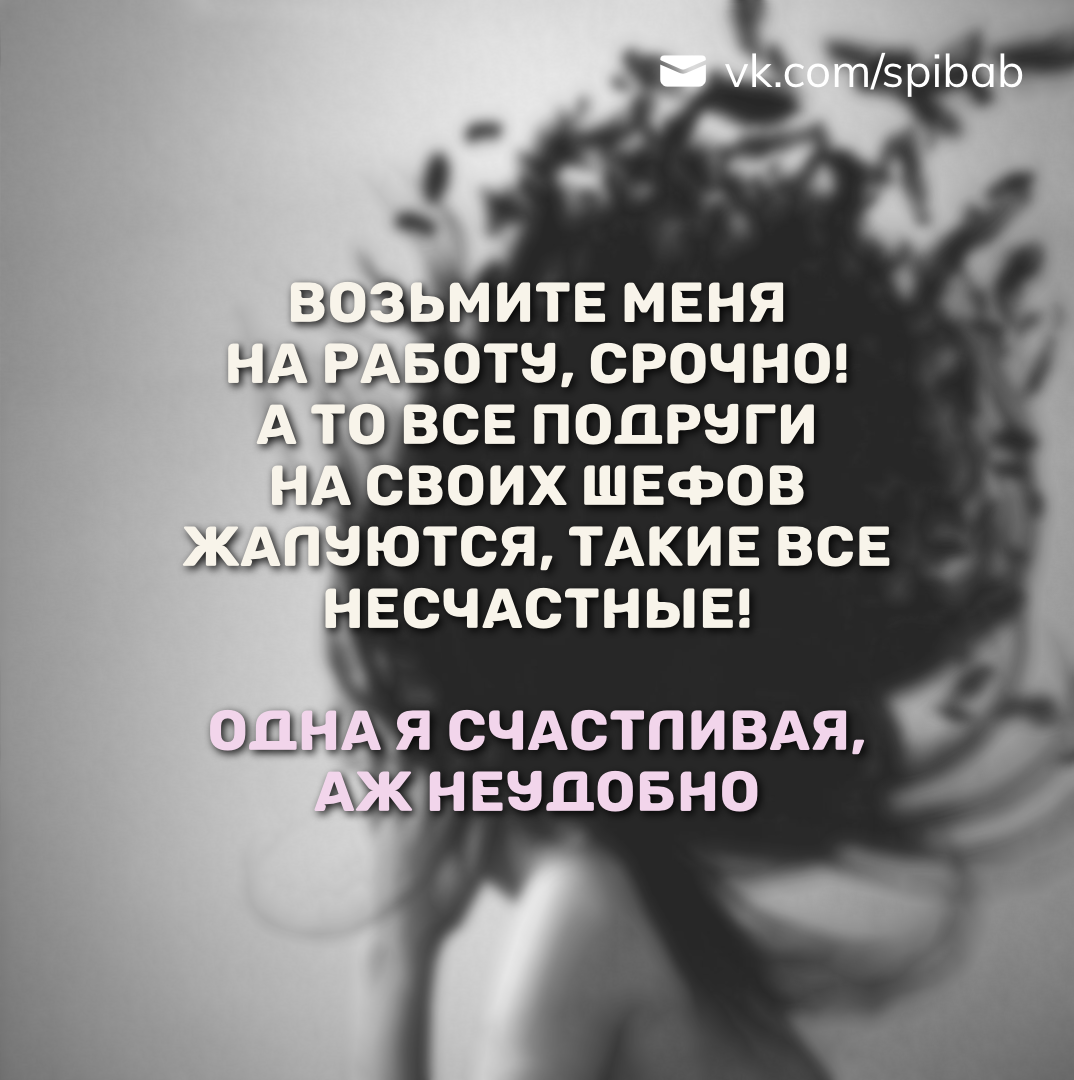 vk.com/spibab
ВОЗЬМИТЕ МЕНЯ
НА РАБОТУ, СРОЧНО!
А ТО ВСЕ ПОДРУГИ
НА СВОИХ ШЕФОВ
ЖАЛУЮТСЯ, ТАКИЕ ВСЕ
НЕСЧАСТНЫЕ!
ОДНА Я СЧАСТЛИВАЯ,
АЖ НЕУДОБНО